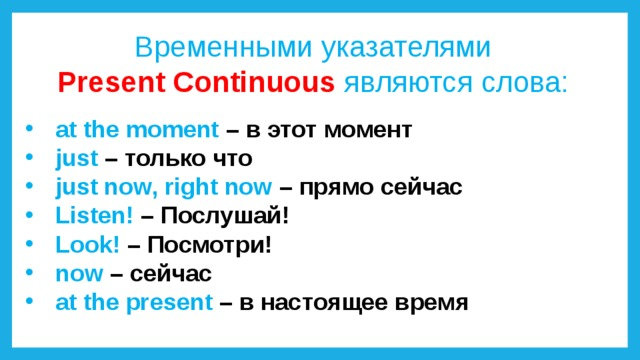 Временными указателями
Present Continuous являются слова:
• at the moment – в этот момент
• just – только что
• just now, right now – прямо сейчас
• Listen! – Послушай!
• Look! – Посмотри!
• now – сейчас
• at the present – в настоящее время